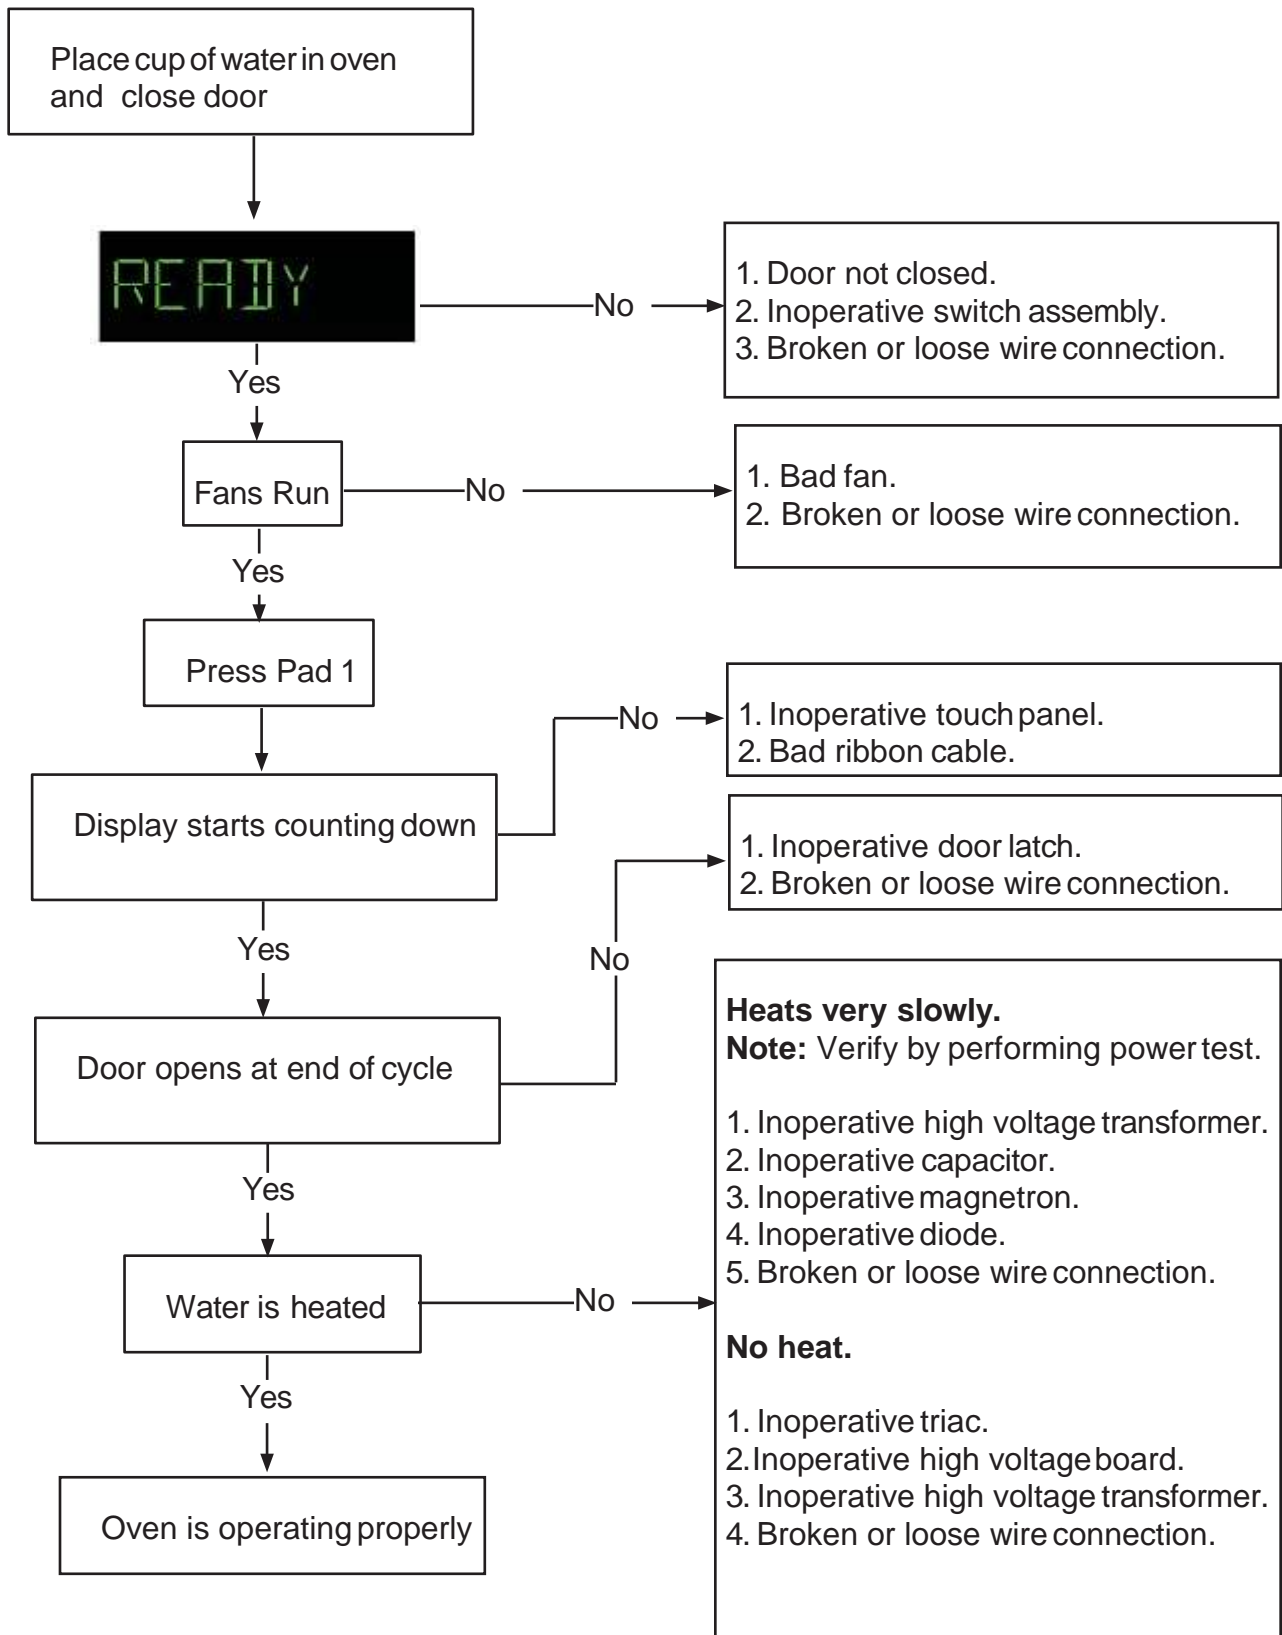 Place cup of water in oven
and close door
READY
No
1. Door not closed.
2. Inoperative switch assembly.
3. Broken or loose wire connection.
Yes
Fans Run
No
1. Bad fan.
2. Broken or loose wire connection.
Yes
Press Pad 1
No
1. Inoperative touch panel.
2. Bad ribbon cable.
Display starts counting down
1. Inoperative door latch.
2. Broken or loose wire connection.
Yes
No
Door opens at end of cycle
Heats very slowly.
Note: Verify by performing power test.
1. Inoperative high voltage transformer.
2. Inoperative capacitor.
3. Inoperative magnetron.
4. Inoperative diode.
5. Broken or loose wire connection.
Yes
Water is heated
No
No heat.
1. Inoperative triac.
2.Inoperative high voltage board.
3. Inoperative high voltage transformer.
4. Broken or loose wire connection.
Yes
Oven is operating properly